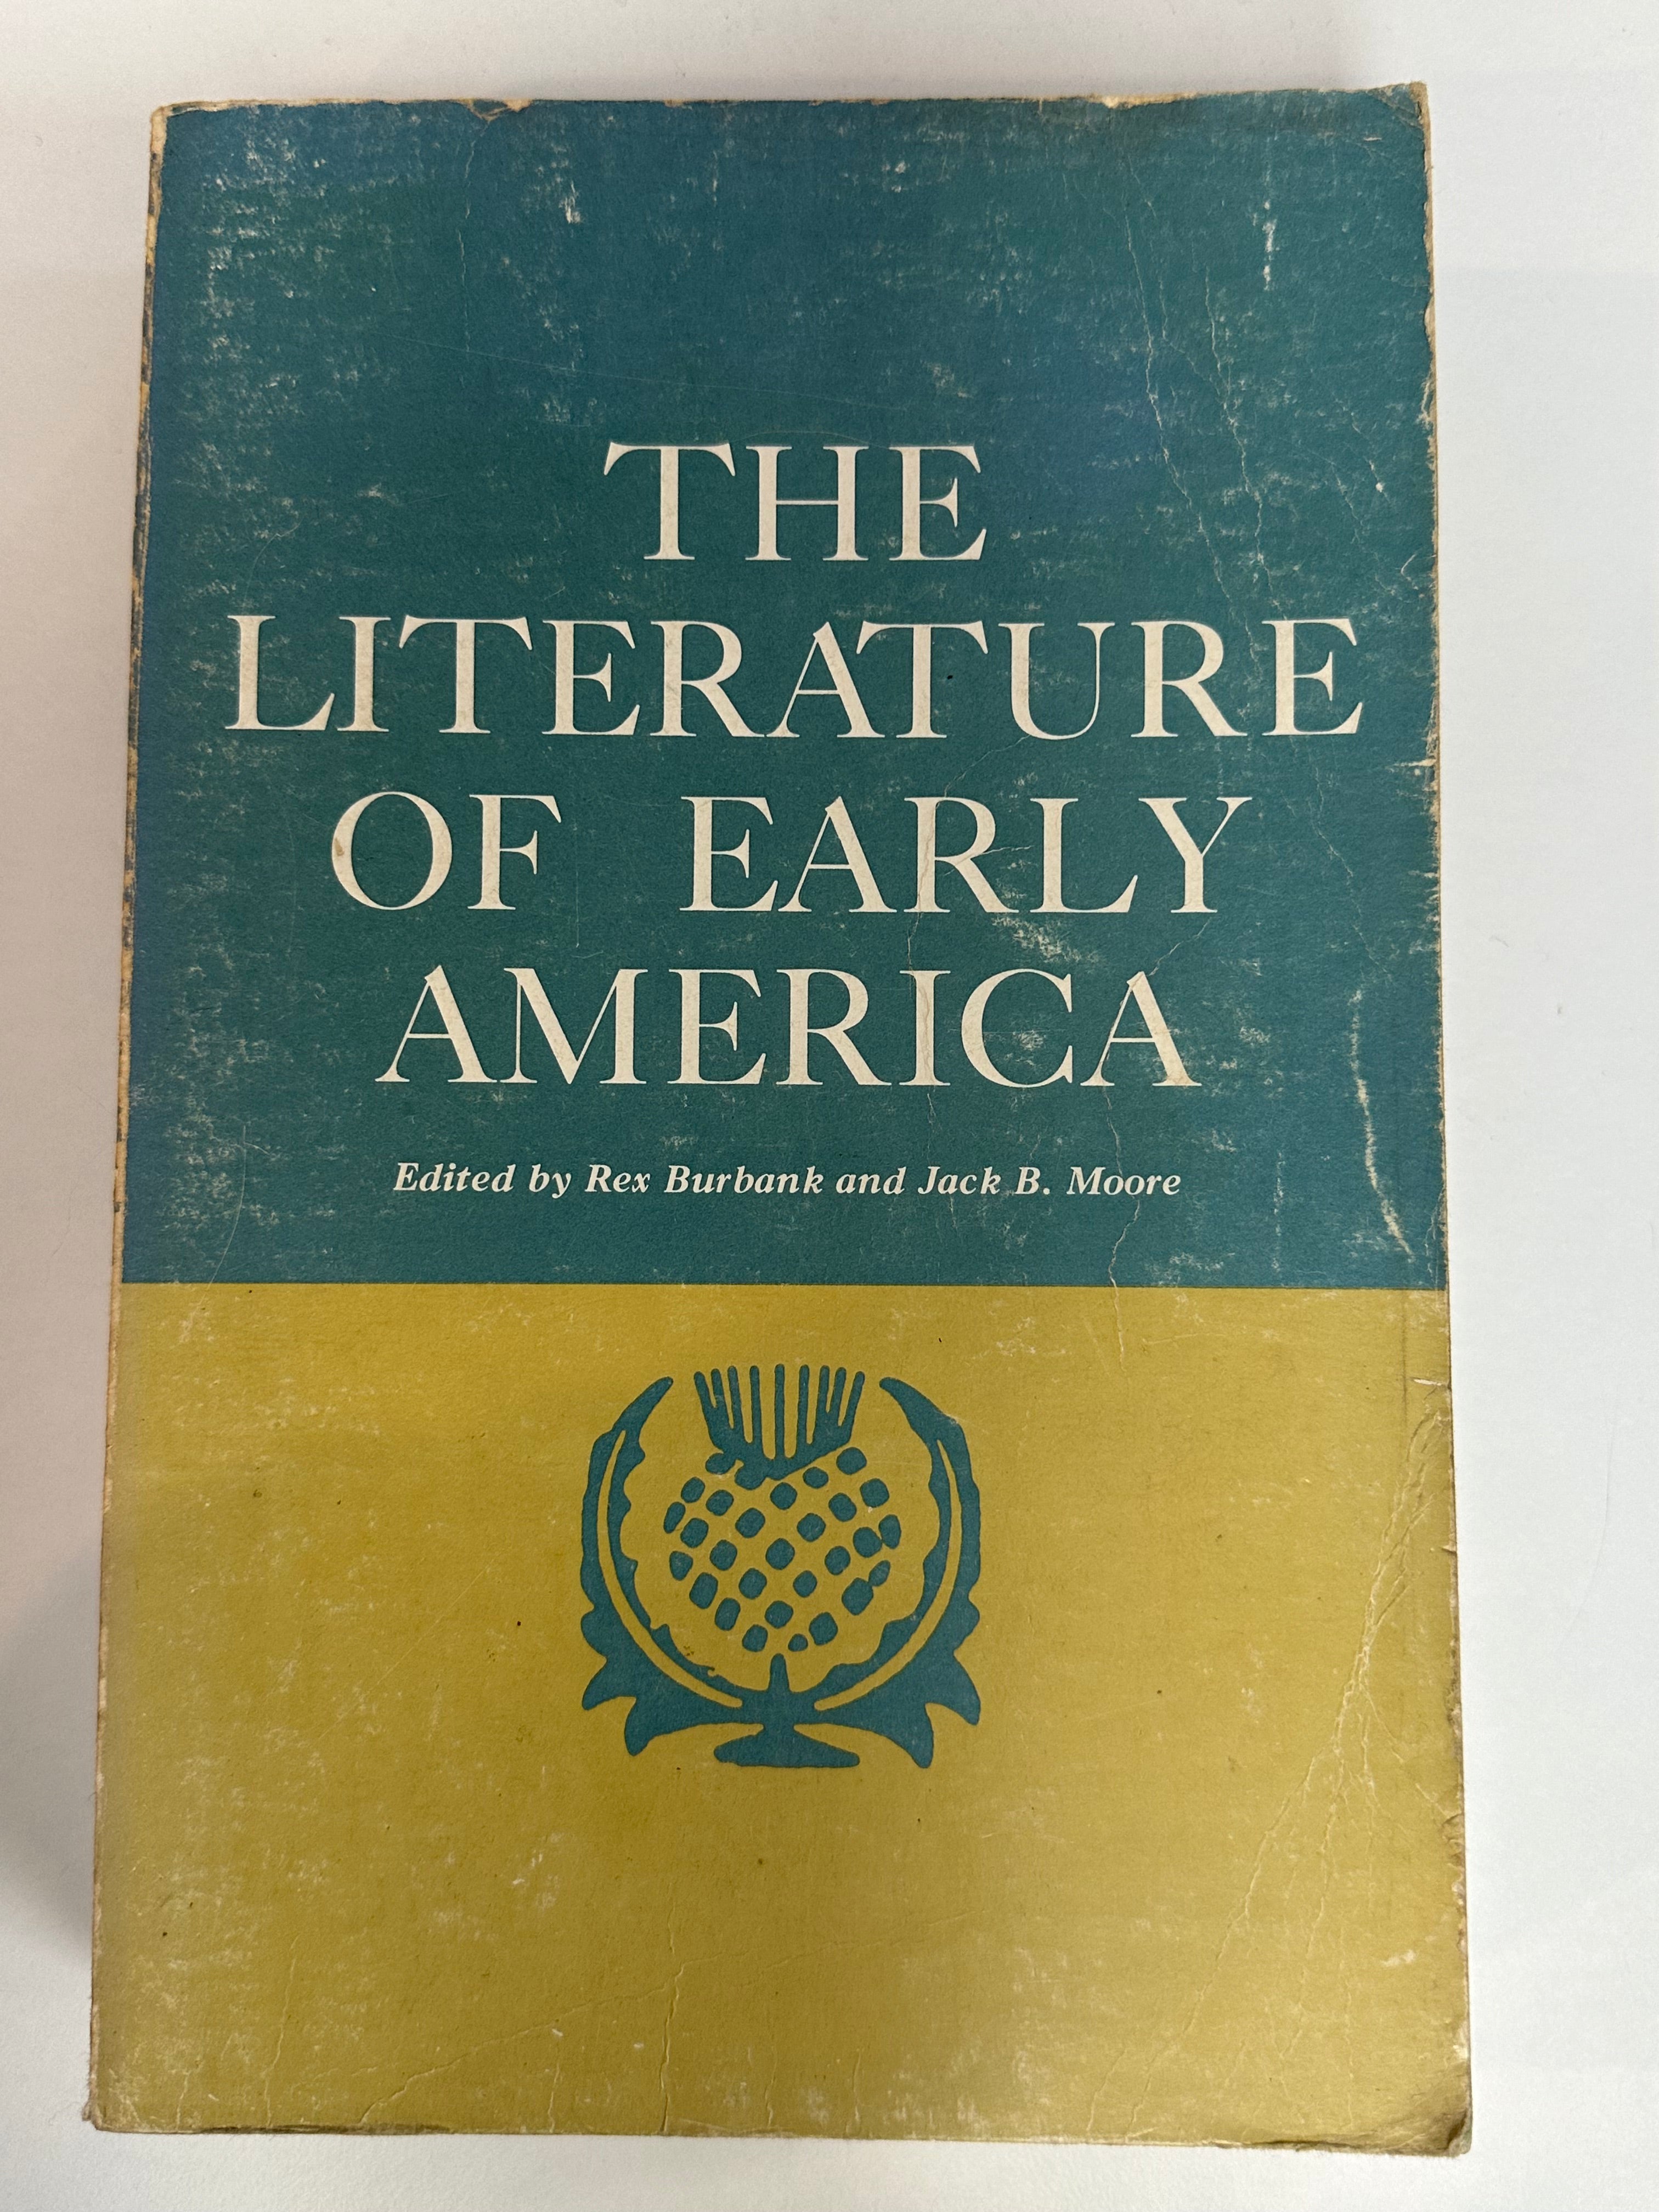 THE
LITERATURE
OF EARLY
AMERICA
Edited by Rex Burbank and Jack B. Moore